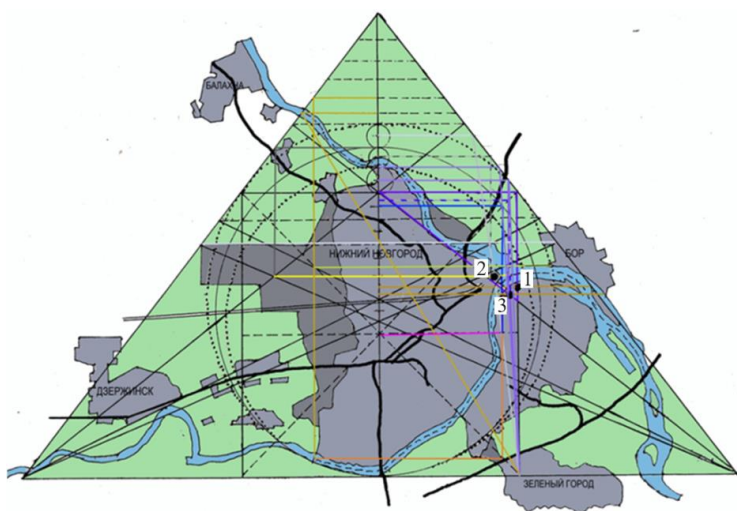 БАЛАХНА
НИЖНИЙ НОВГОРОД
БОР
2
1
3
ДЗЕРЖИНСК
ЗЕЛЕНЫЙ ГОРОД